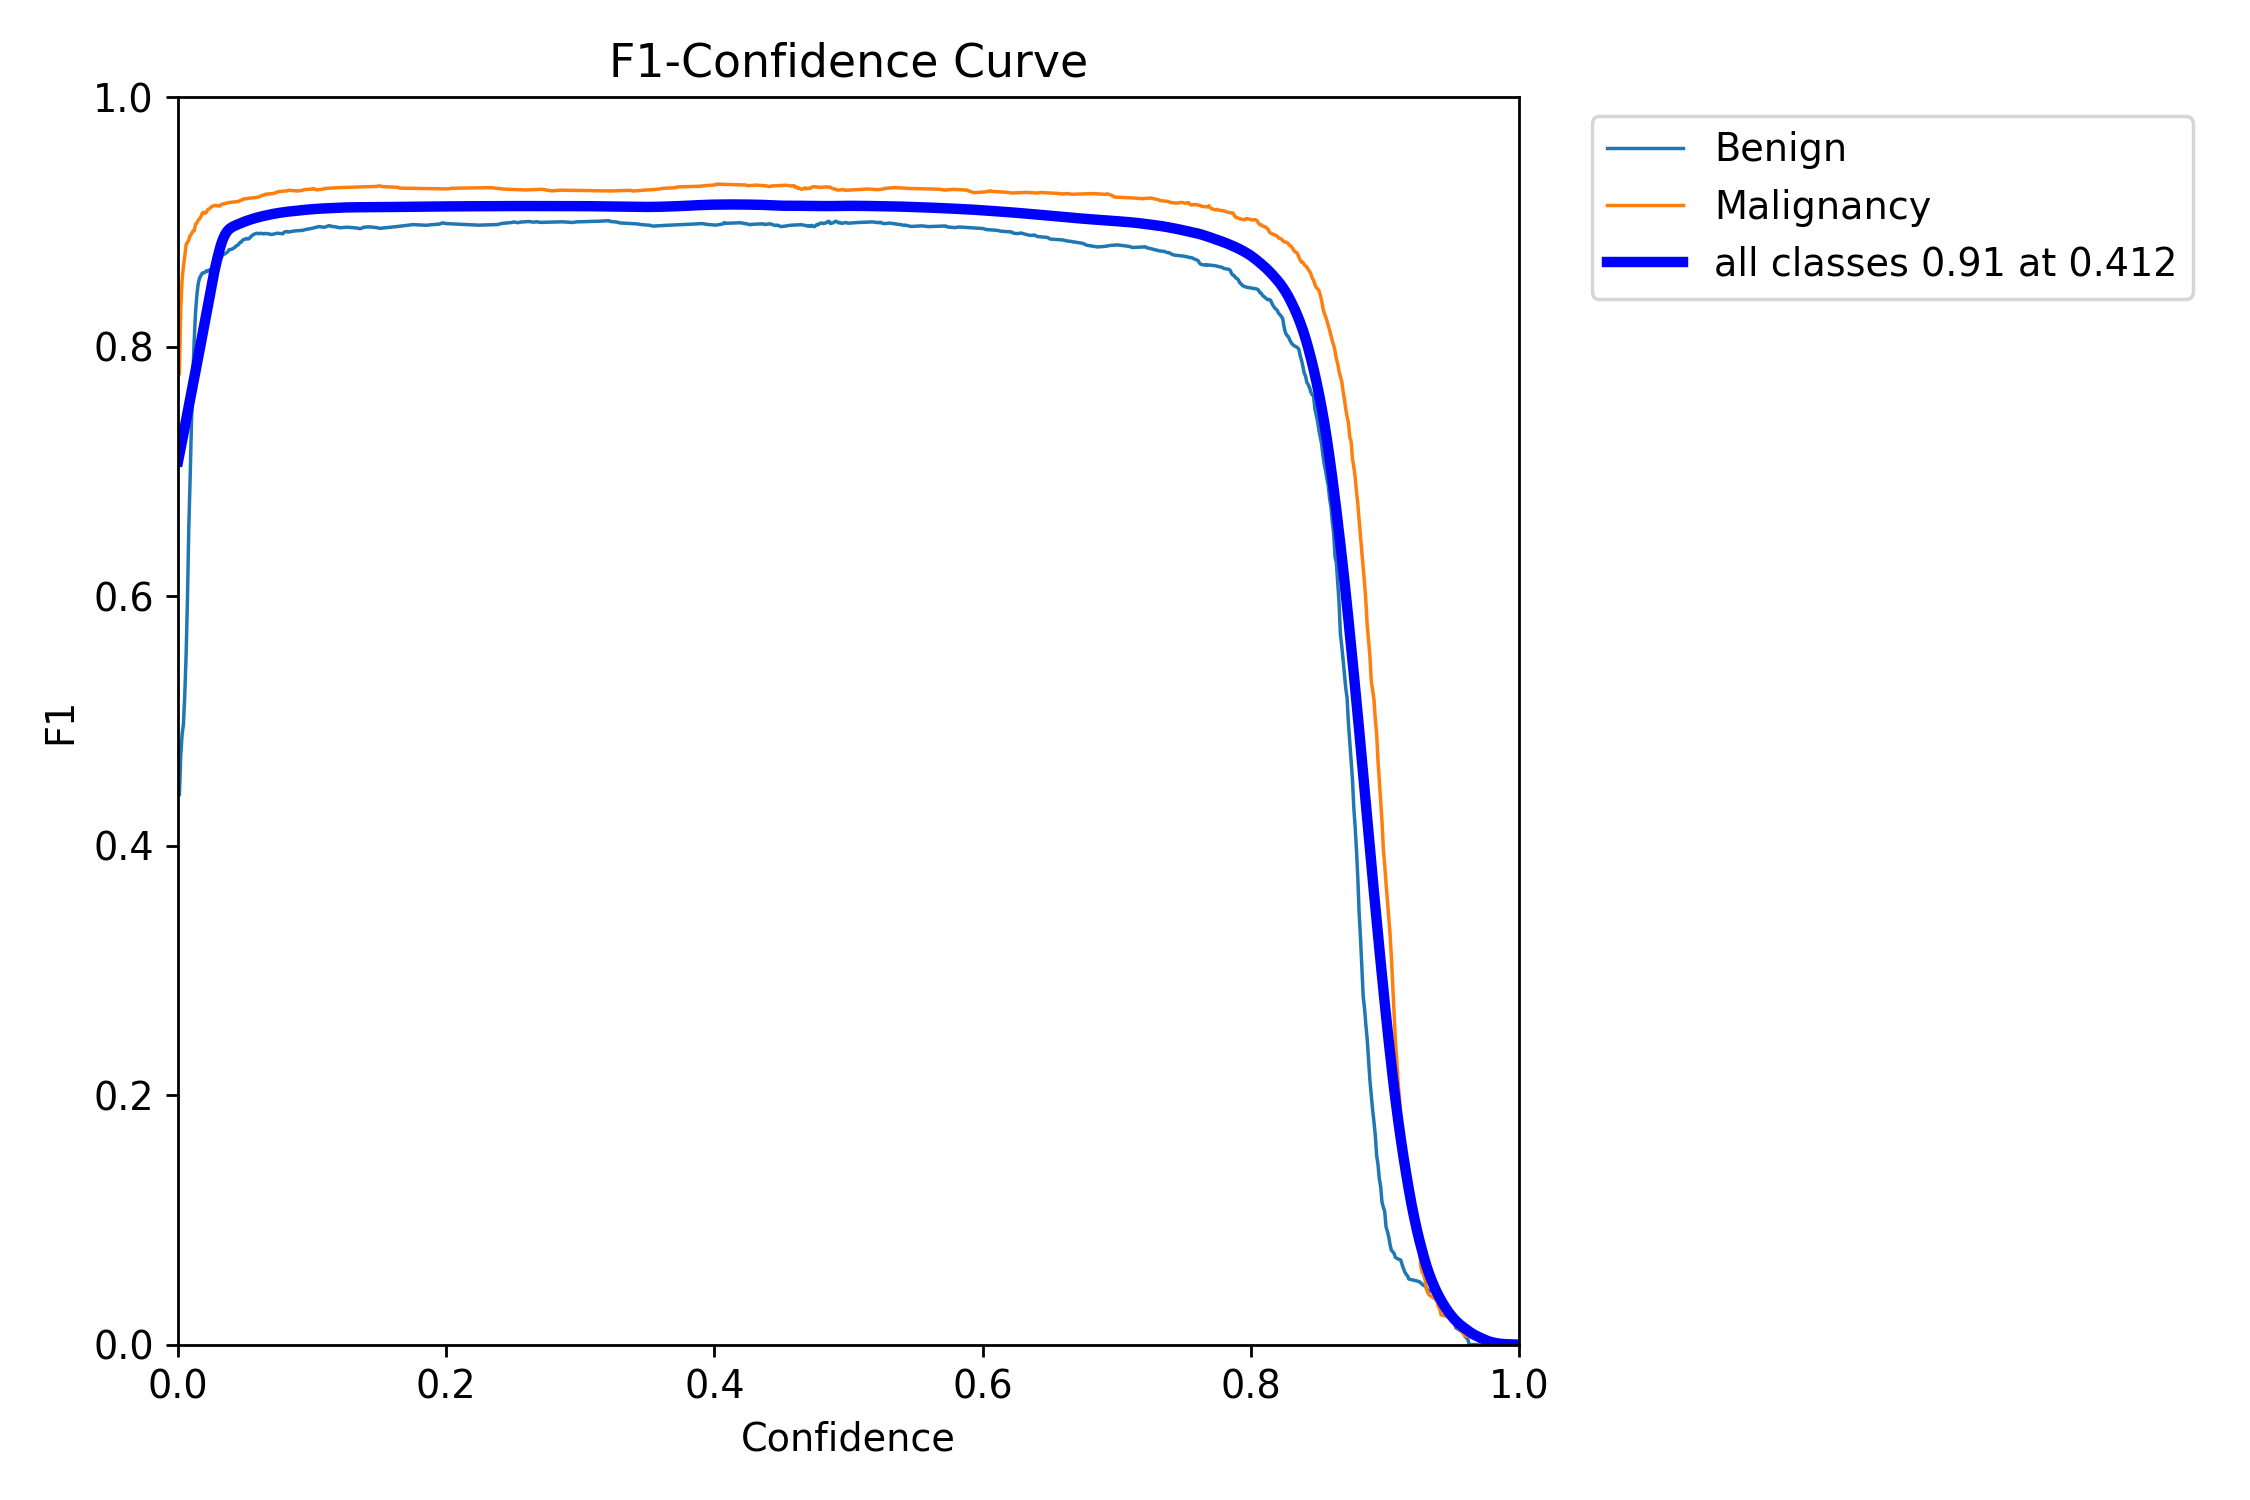 F1-Confidence Curve
Benign
Malignancy
all classes 0.91 at 0.412
1.0
0.8
0.6
0.4
0.2
0.0
F1
0.0 0.2 0.4 0.6 0.8 1.0
Confidence